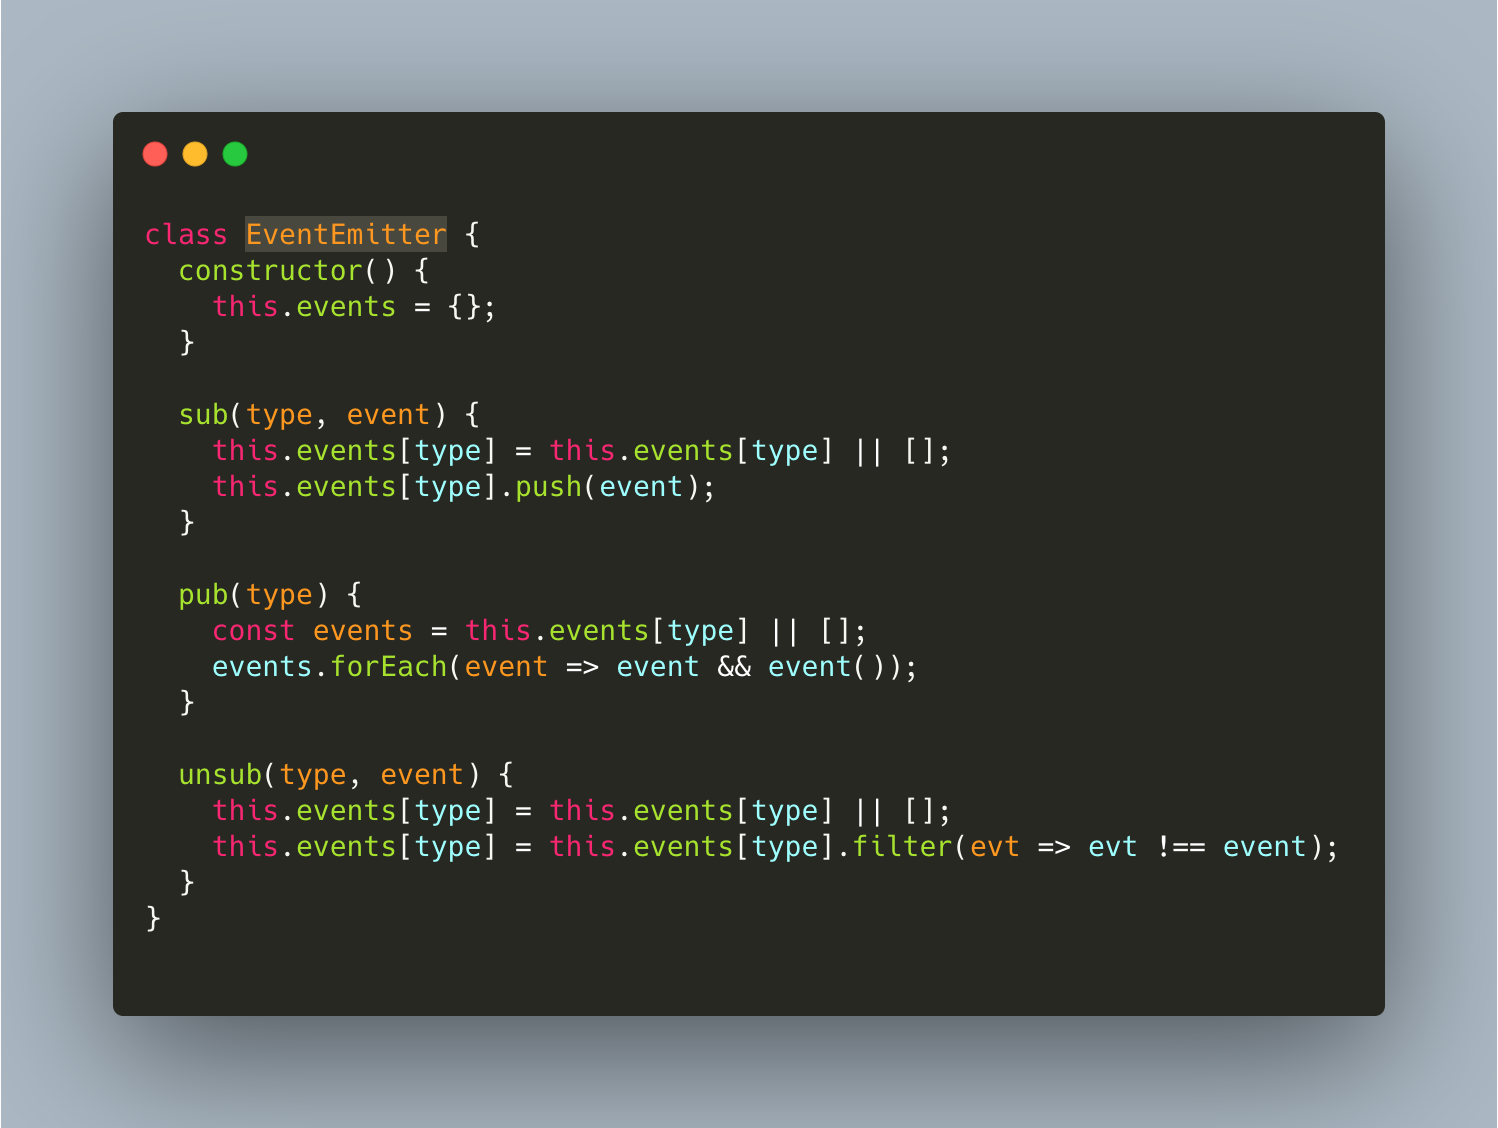 class EventEmitter {
  constructor() {
    this.events = {};
  }

  sub(type, event) {
    this.events[type] = this.events[type] || [];
    this.events[type].push(event);
  }

  pub(type) {
    const events = this.events[type] || [];
    events.forEach(event => event && event());
  }

  unsub(type, event) {
    this.events[type] = this.events[type] || [];
    this.events[type] = this.events[type].filter(evt => evt !== event);
  }
}